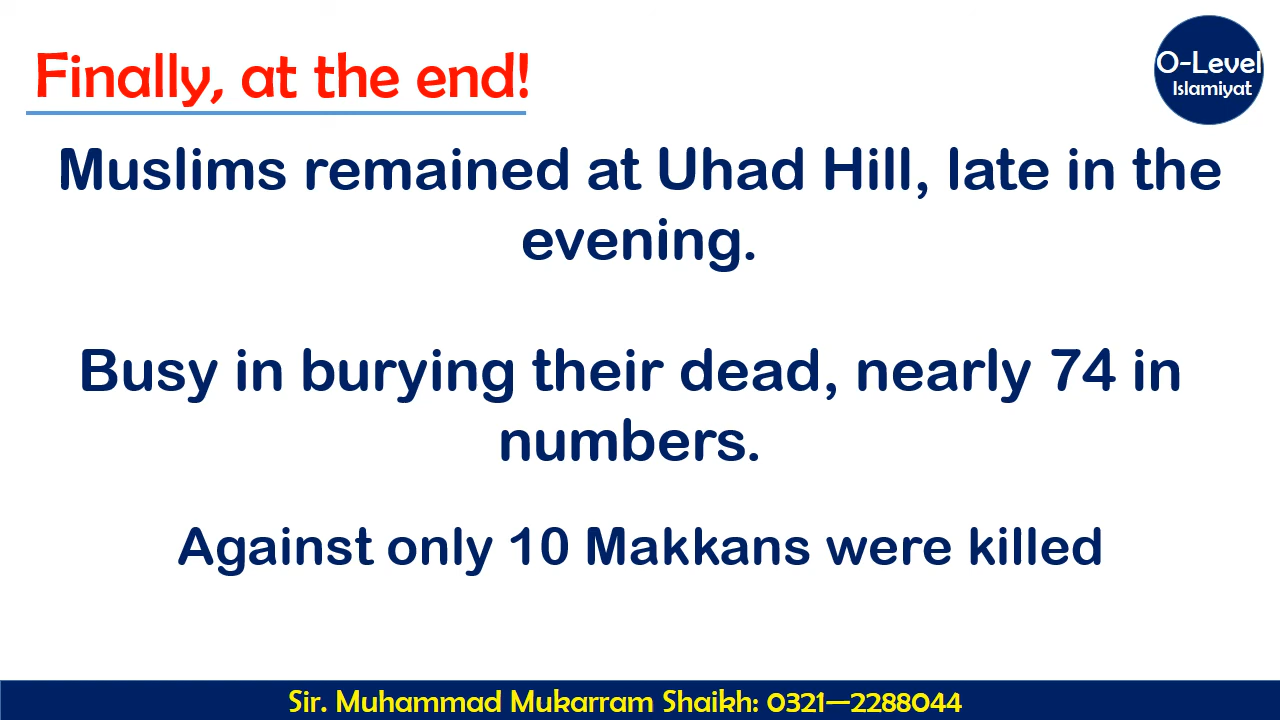 Finally, at the end!
O-Level
Islamiyat
Muslims remained at Uhad Hill, late in the
evening.
Busy in burying their dead, nearly 74 in
numbers.
Against only 10 Makkans were killed
Sir. Muhammad Mukarram Shaikh: 0321—2288044